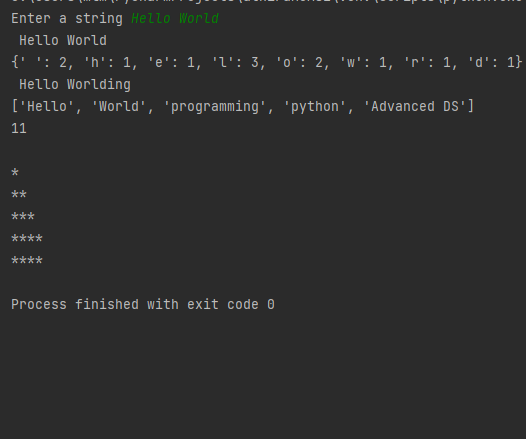 Enter a string Hello World
 Hello World
{' ': 2, 'h': 1, 'e': 1, 'l': 3, 'o': 2, 'w': 1, 'r': 1, 'd': 1}
 Hello Worlding
['Hello', 'World', 'programming', 'python', 'Advanced DS']
11
*
**
***
****
****
Process finished with exit code 0